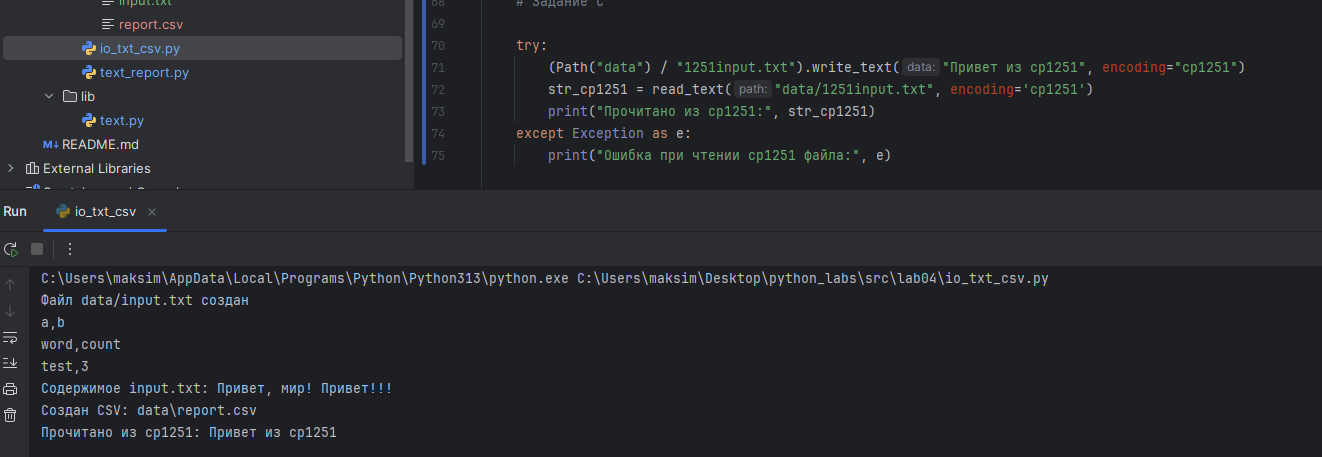 input.txt
report.csv
io_txt_csv.py
text_report.py
lib
text.py
README.md
External Libraries
68 # Задание C
69
70 try:
71 (Path("data") / "1251input.txt").write_text( data: "Привет из cp1251", encoding="cp1251")
72 str_cp1251 = read_text( path: "data/1251input.txt", encoding='cp1251')
73 print("Прочитано из cp1251:", str_cp1251)
74 except Exception as e:
75 print("Ошибка при чтении cp1251 файла:", e)
Run io_txt_csv
C:\Users\maksim\AppData\Local\Programs\Python\Python313\python.exe C:\Users\maksim\Desktop\python_labs\src\lab04\io_txt_csv.py
Файл data/input.txt создан
a,b
word,count
test,3
Содержимое input.txt: Привет, мир! Привет!!!
Создан CSV: data\report.csv
Прочитано из cp1251: Привет из cp1251